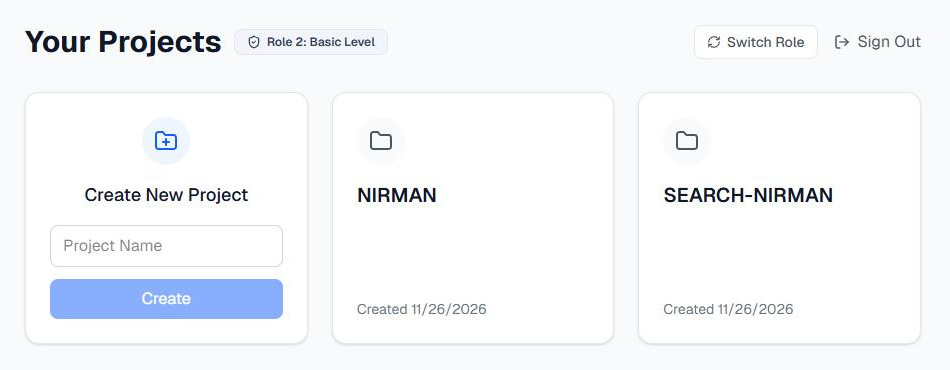 Your Projects
Role 2: Basic Level
Switch Role
Sign Out
Create New Project
Project Name
Create
NIRMAN
Created 11/26/2026
SEARCH-NIRMAN
Created 11/26/2026